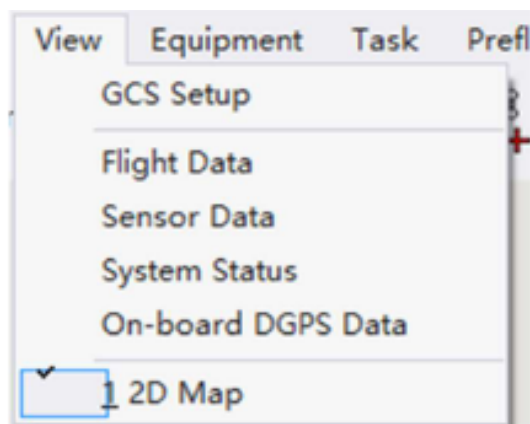 View Equipment Task Prefl
GCS Setup
Flight Data
Sensor Data
System Status
On-board DGPS Data
1 2D Map